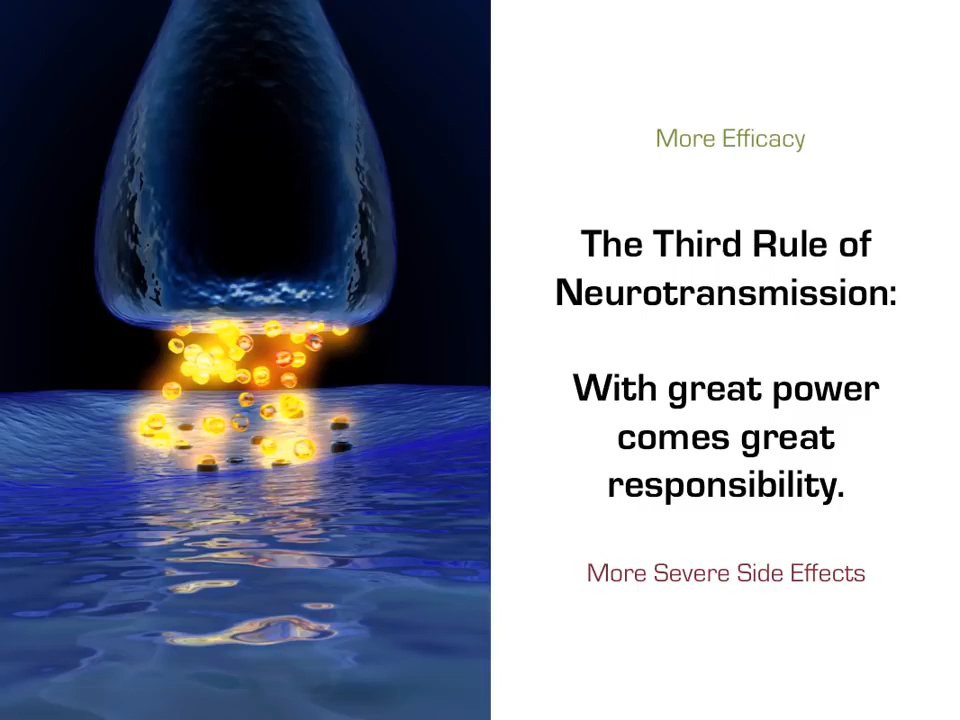 More Efficacy
The Third Rule of
Neurotransmission:
With great power
comes great
responsibility.
More Severe Side Effects